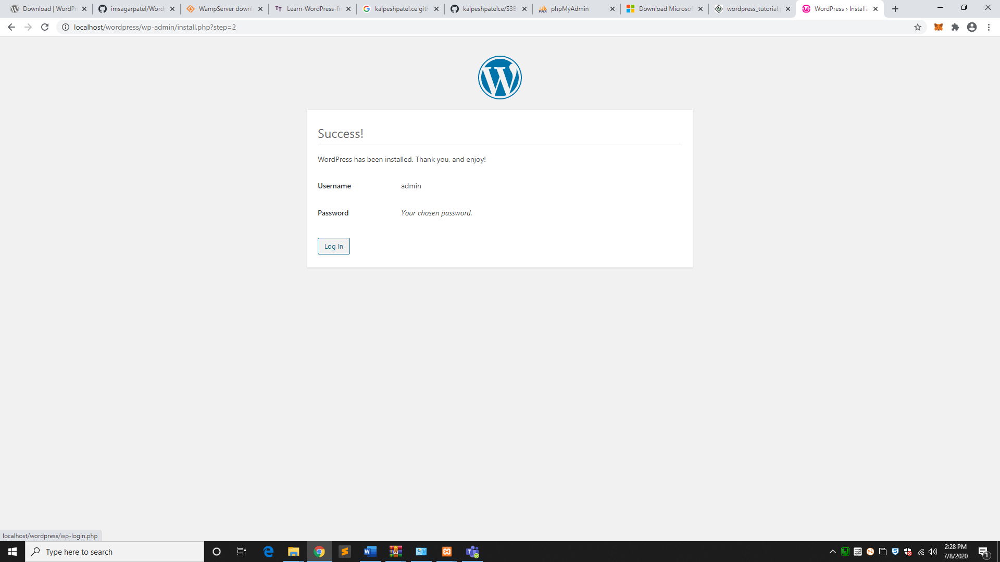 Download | WordPr
imsagarpatel/Word
WampServer downl
Learn-WordPress-fr
kalpeshpatel.ce gith
kalpeshpatelce/S3B
phpMyAdmin
Download Microsof
wordpress_tutorial.p
WordPress › Installa
localhost/wordpress/wp-admin/install.php?step=2
Success!
WordPress has been installed. Thank you, and enjoy!
Username admin
Password Your chosen password.
Log In
localhost/wordpress/wp-login.php
Type here to search
2:28 PM
7/8/2020
1